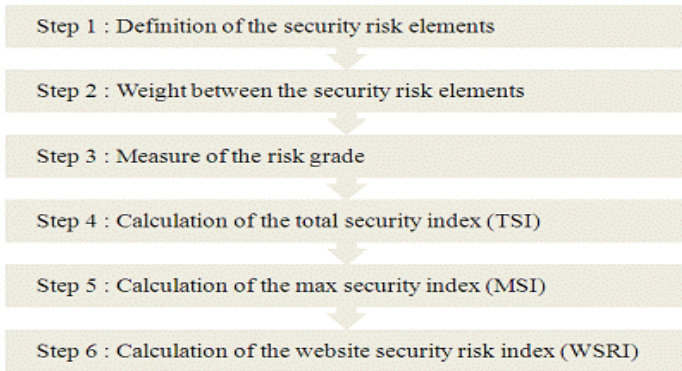 Step 1 : Definition of the security risk elements
Step 2 : Weight between the security risk elements
Step 3 : Measure of the risk grade
Step 4 : Calculation of the total security index (TSI)
Step 5 : Calculation of the max security index (MSI)
Step 6 : Calculation of the website security risk index (WSRI)